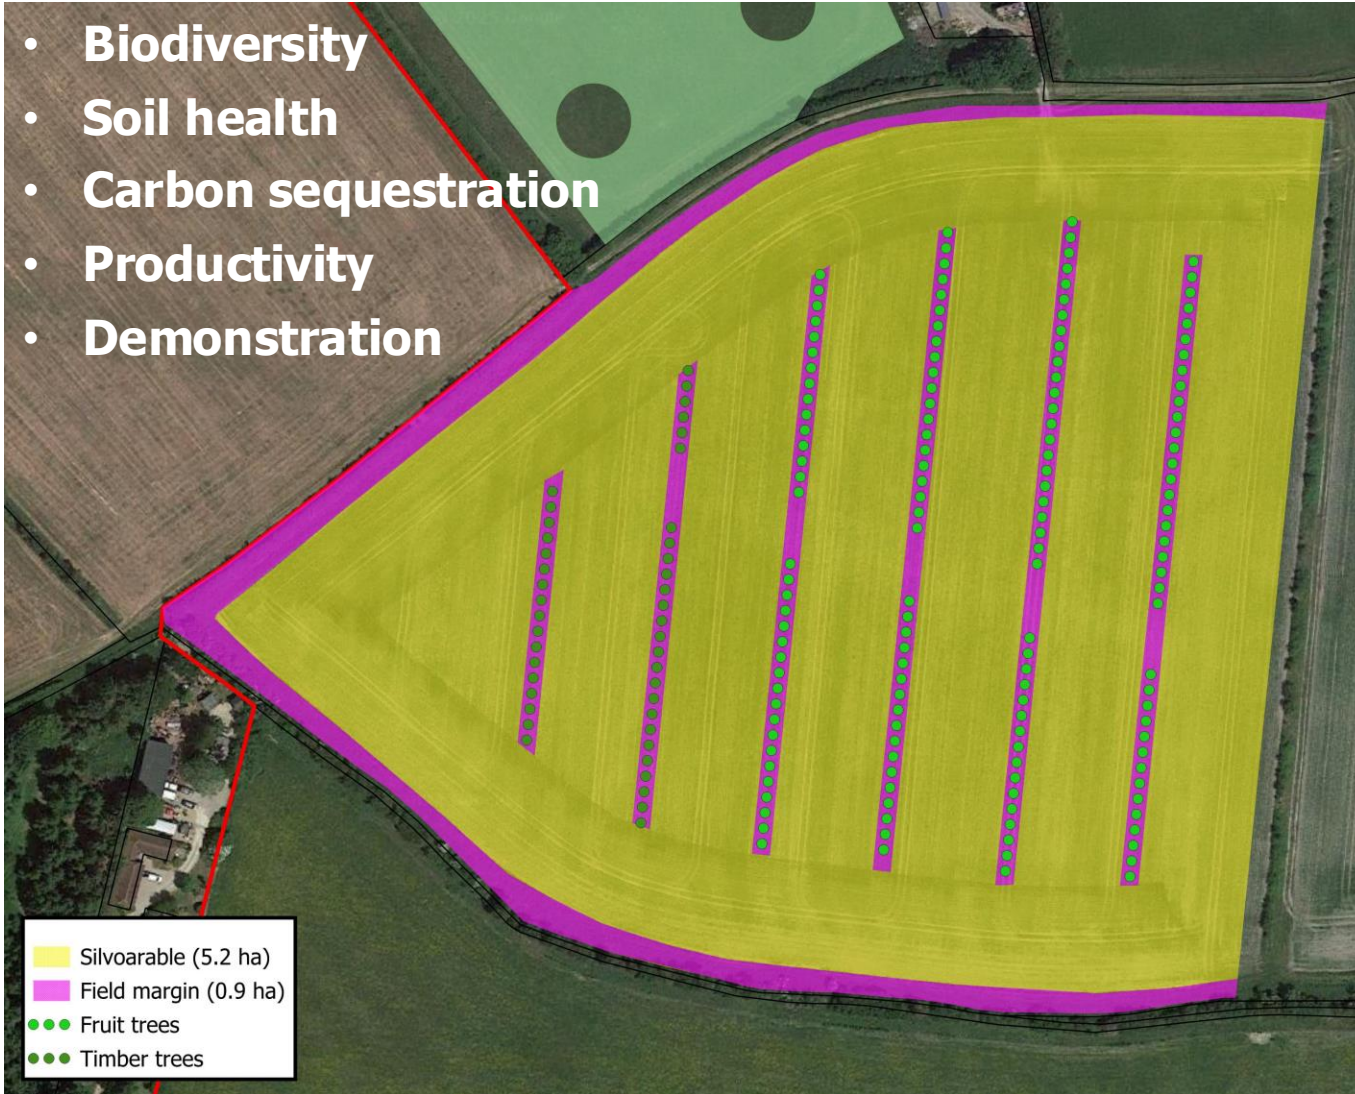 • Biodiversity
• Soil health
• Carbon sequestration
• Productivity
• Demonstration
Silvoarable (5.2 ha)
Field margin (0.9 ha)
Fruit trees
Timber trees